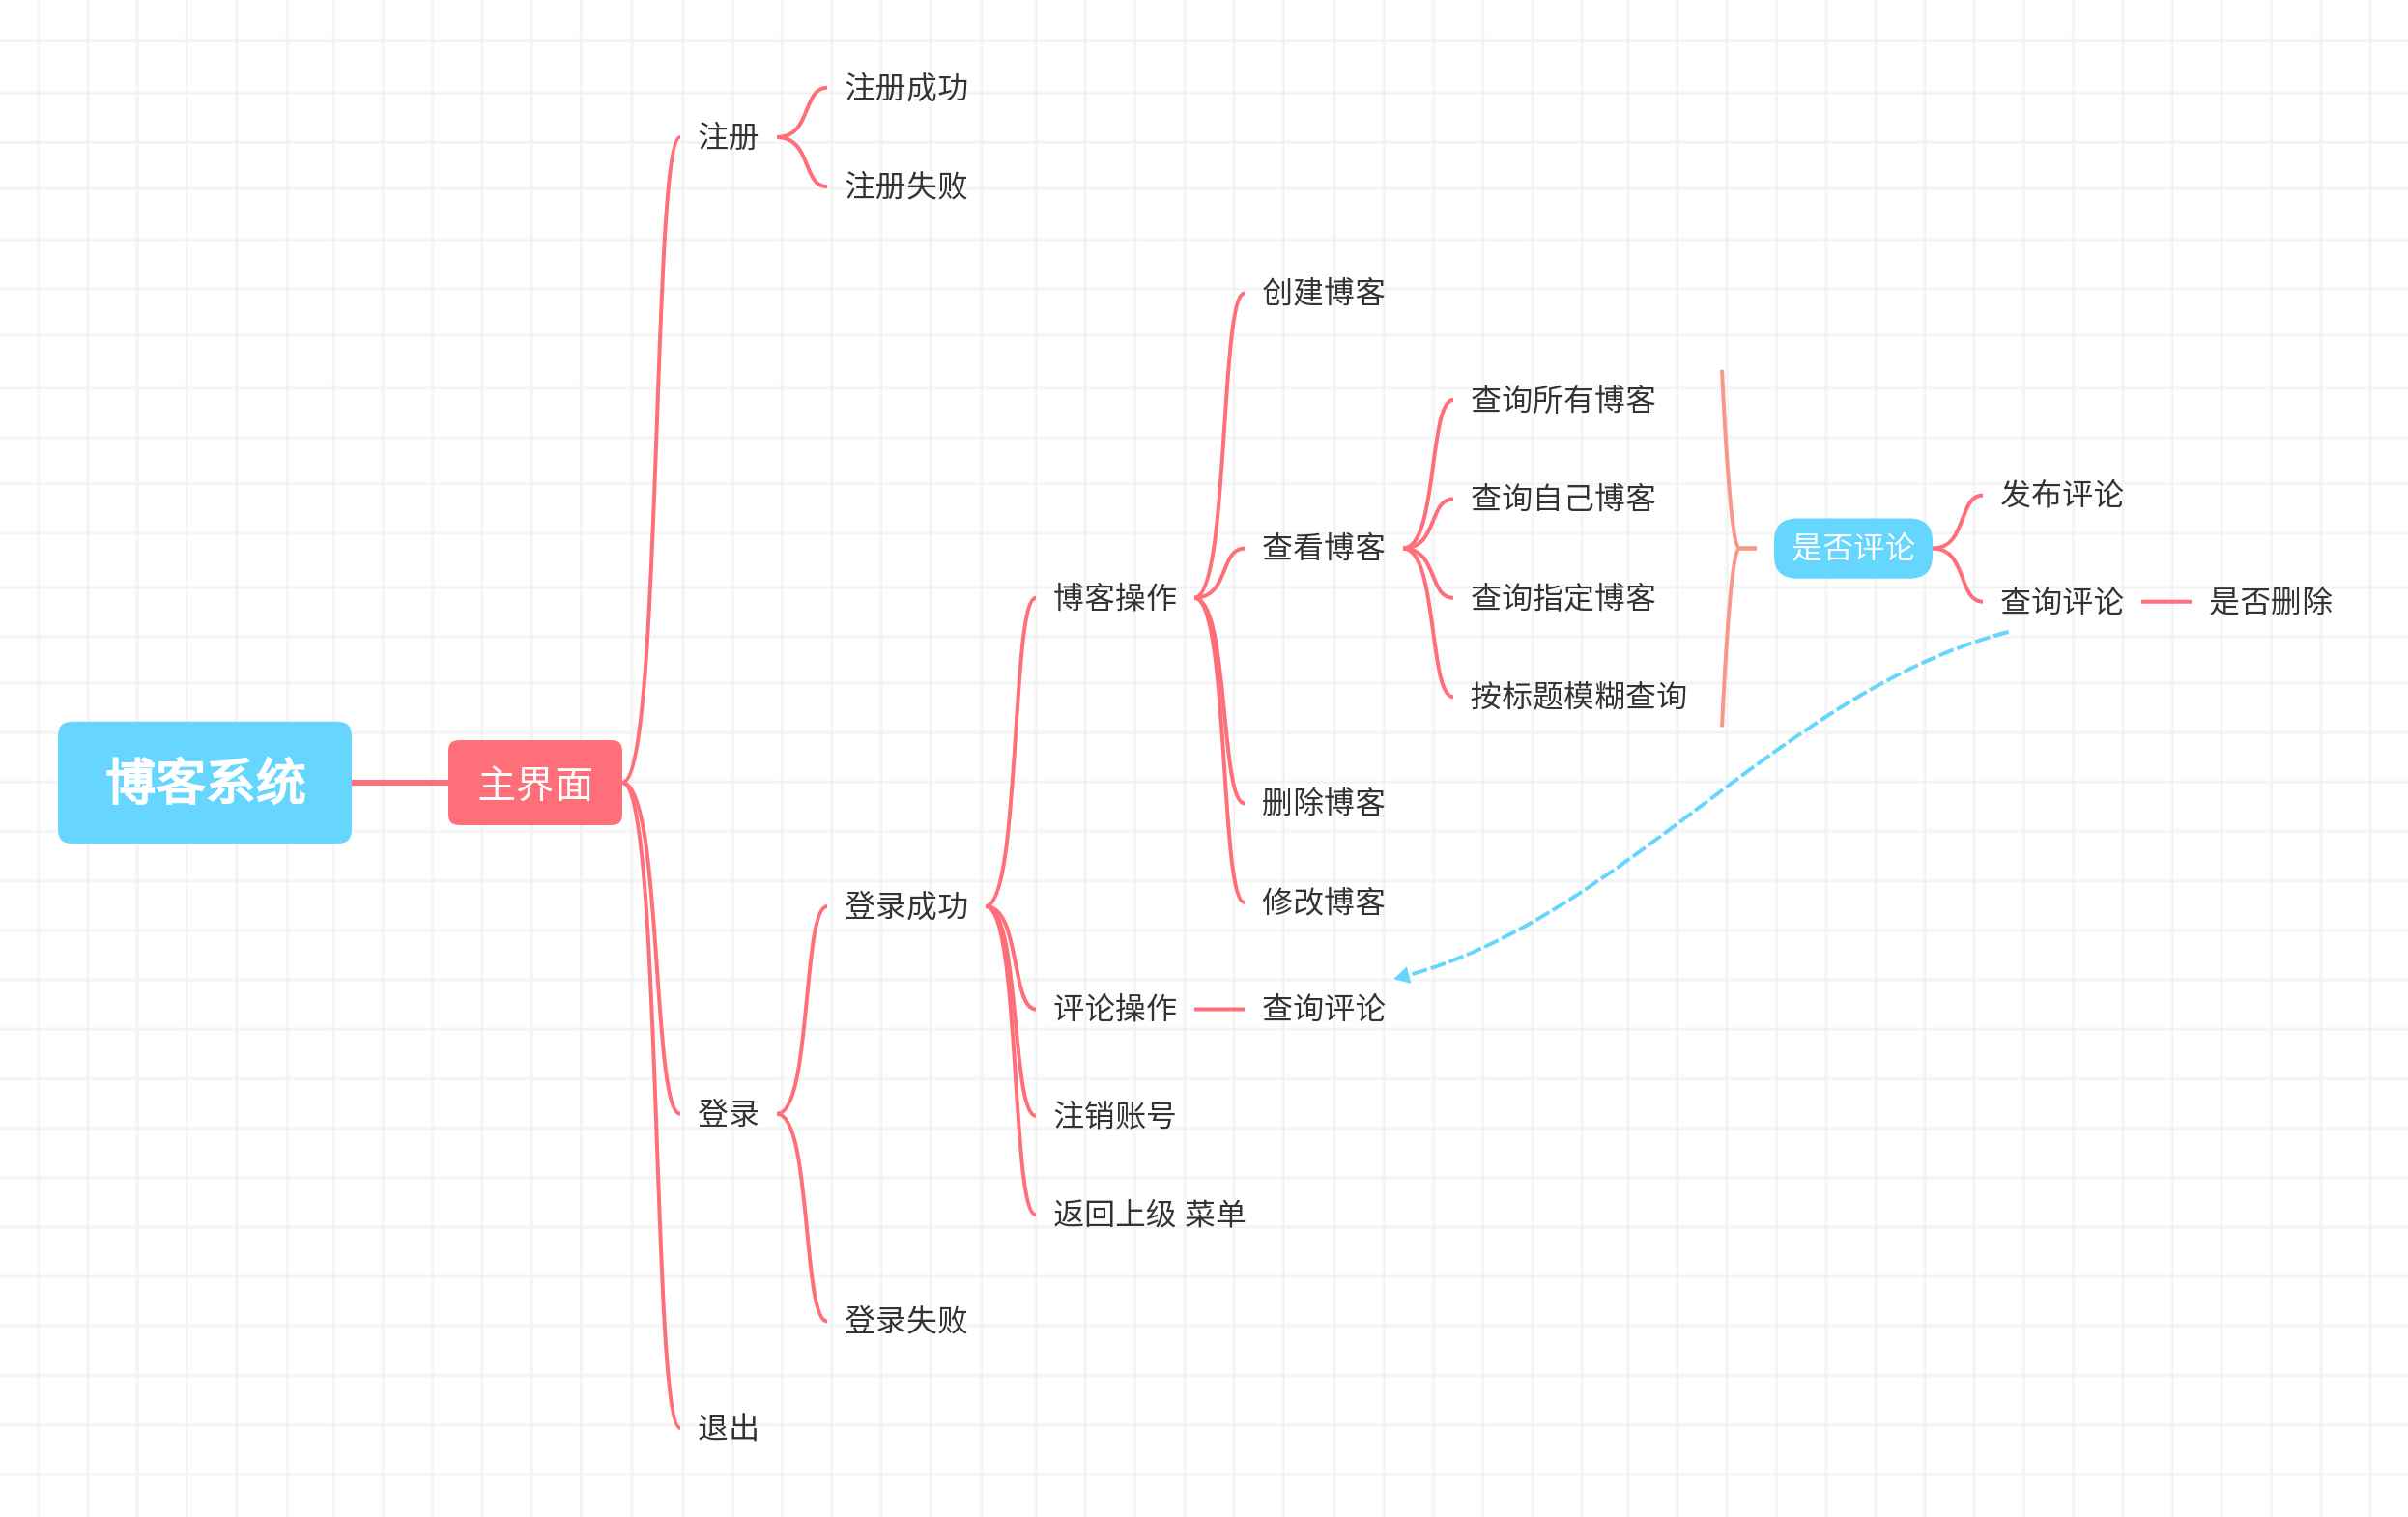 博客系统
主界面
注册
注册成功
注册失败
登录
登录成功
博客操作
创建博客
查看博客
查询所有博客
查询自己博客
查询指定博客
按标题模糊查询
是否评论
发布评论
查询评论
是否删除
删除博客
修改博客
评论操作
查询评论
注销账号
返回上级 菜单
登录失败
退出